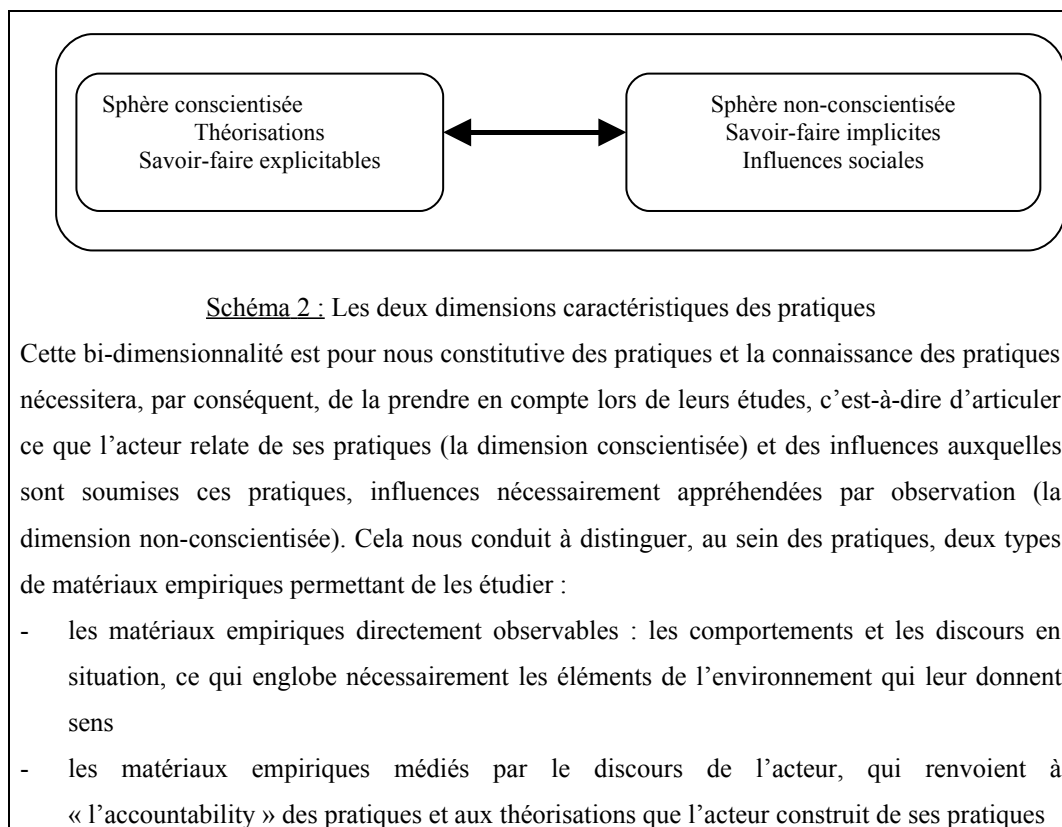 Sphère conscientisée
Théorisations
Savoir-faire explicitables
Sphère non-conscientisée
Savoir-faire implicites
Influences sociales
Schéma 2 : Les deux dimensions caractéristiques des pratiques
Cette bi-dimensionnalité est pour nous constitutive des pratiques et la connaissance des pratiques
nécessitera, par conséquent, de la prendre en compte lors de leurs études, c’est-à-dire d’articuler
ce que l’acteur relate de ses pratiques (la dimension conscientisée) et des influences auxquelles
sont soumises ces pratiques, influences nécessairement appréhendées par observation (la
dimension non-conscientisée). Cela nous conduit à distinguer, au sein des pratiques, deux types
de matériaux empiriques permettant de les étudier :
- les matériaux empiriques directement observables : les comportements et les discours en
situation, ce qui englobe nécessairement les éléments de l’environnement qui leur donnent
sens
- les matériaux empiriques médiés par le discours de l’acteur, qui renvoient à
« l’accountability » des pratiques et aux théorisations que l’acteur construit de ses pratiques